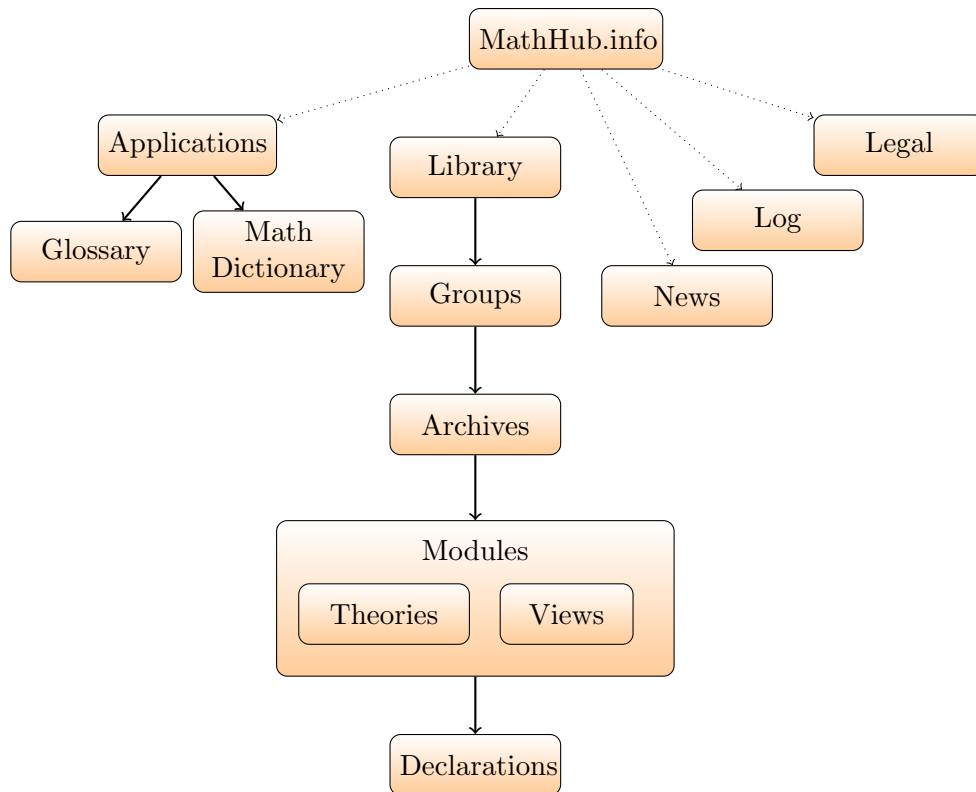 MathHub.info
Applications
Legal
Library
Log
Math
Dictionary
Glossary
Groups
News
Archives
Modules
Theories
Views
Declarations